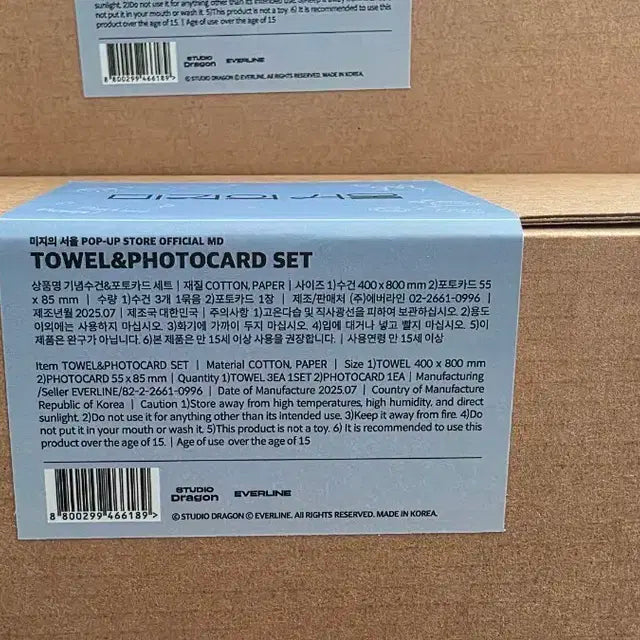 sunlight. 2)Do not use it for anything other than its intended use. 3)Keep it away from fire. 4)Do
not put it in your mouth or wash it. 5)This product is not a toy. 6) It is recommended to use this
product over the age of 15. | Age of use over the age of 15
8 800299 466189 >
STUDIO Dragon EVERLINE
© STUDIO DRAGON © EVERLINE. All RIGHTS RESERVED. MADE IN KOREA.
미지의 서울 POP-UP STORE OFFICIAL MD
TOWEL&PHOTOCARD SET
상품명 기념수건&포토카드 세트 | 재질 COTTON, PAPER | 사이즈 1)수건 400 x 800 mm 2)포토카드 55
x 85 mm | 수량 1)수건 3개 1묶음 2)포토카드 1장 | 제조/판매처 (주)에버라인 02-2661-0996 |
제조년월 2025.07 | 제조국 대한민국 | 주의사항 1)고온다습 및 직사광선을 피하여 보관하십시오. 2)용도
이외에는 사용하지 마십시오. 3)화기에 가까이 두지 마십시오. 4)입에 대거나 넣고 빨지 마십시오. 5)이
제품은 완구가 아닙니다. 6)본 제품은 만 15세 이상 사용을 권장합니다. | 사용연령 만 15세 이상
Item TOWEL&PHOTOCARD SET | Material COTTON, PAPER | Size 1)TOWEL 400 x 800 mm
2)PHOTOCARD 55 x 85 mm | Quantity 1)TOWEL 3EA 1SET 2)PHOTOCARD 1EA | Manufacturing
/Seller EVERLINE/82-2-2661-0996 | Date of Manufacture 2025.07 | Country of Manufacture
Republic of Korea | Caution 1)Store away from high temperatures, high humidity, and direct
sunlight. 2)Do not use it for anything other than its intended use. 3)Keep it away from fire. 4)Do
not put it in your mouth or wash it. 5)This product is not a toy. 6) It is recommended to use this
product over the age of 15. | Age of use over the age of 15
8 800299 466189 >
STUDIO Dragon EVERLINE
© STUDIO DRAGON © EVERLINE. All RIGHTS RESERVED. MADE IN KOREA.